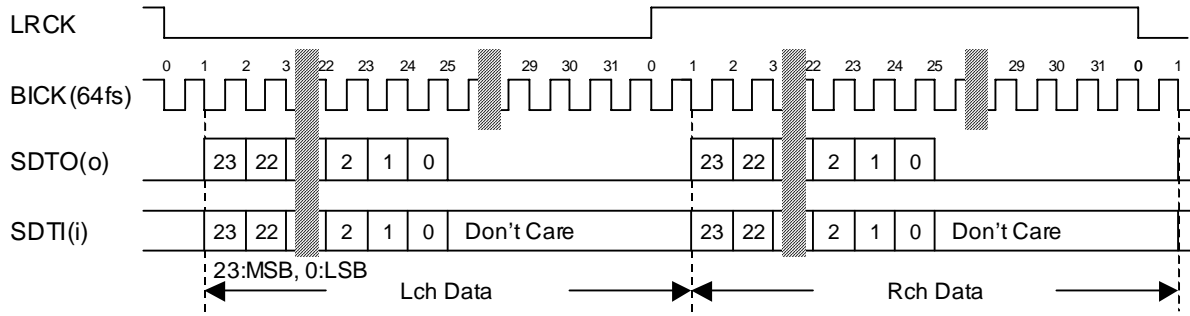 LRCK
0 1 2 3 22 23 24 25 29 30 31 0 1 2 3 22 23 24 25 29 30 31 0 1
BICK(64fs)
SDTO(o) 23 22 2 1 0 23 22 2 1 0
SDTI(i) 23 22 2 1 0 Don't Care 23 22 2 1 0 Don't Care
23:MSB, 0:LSB
Lch Data Rch Data